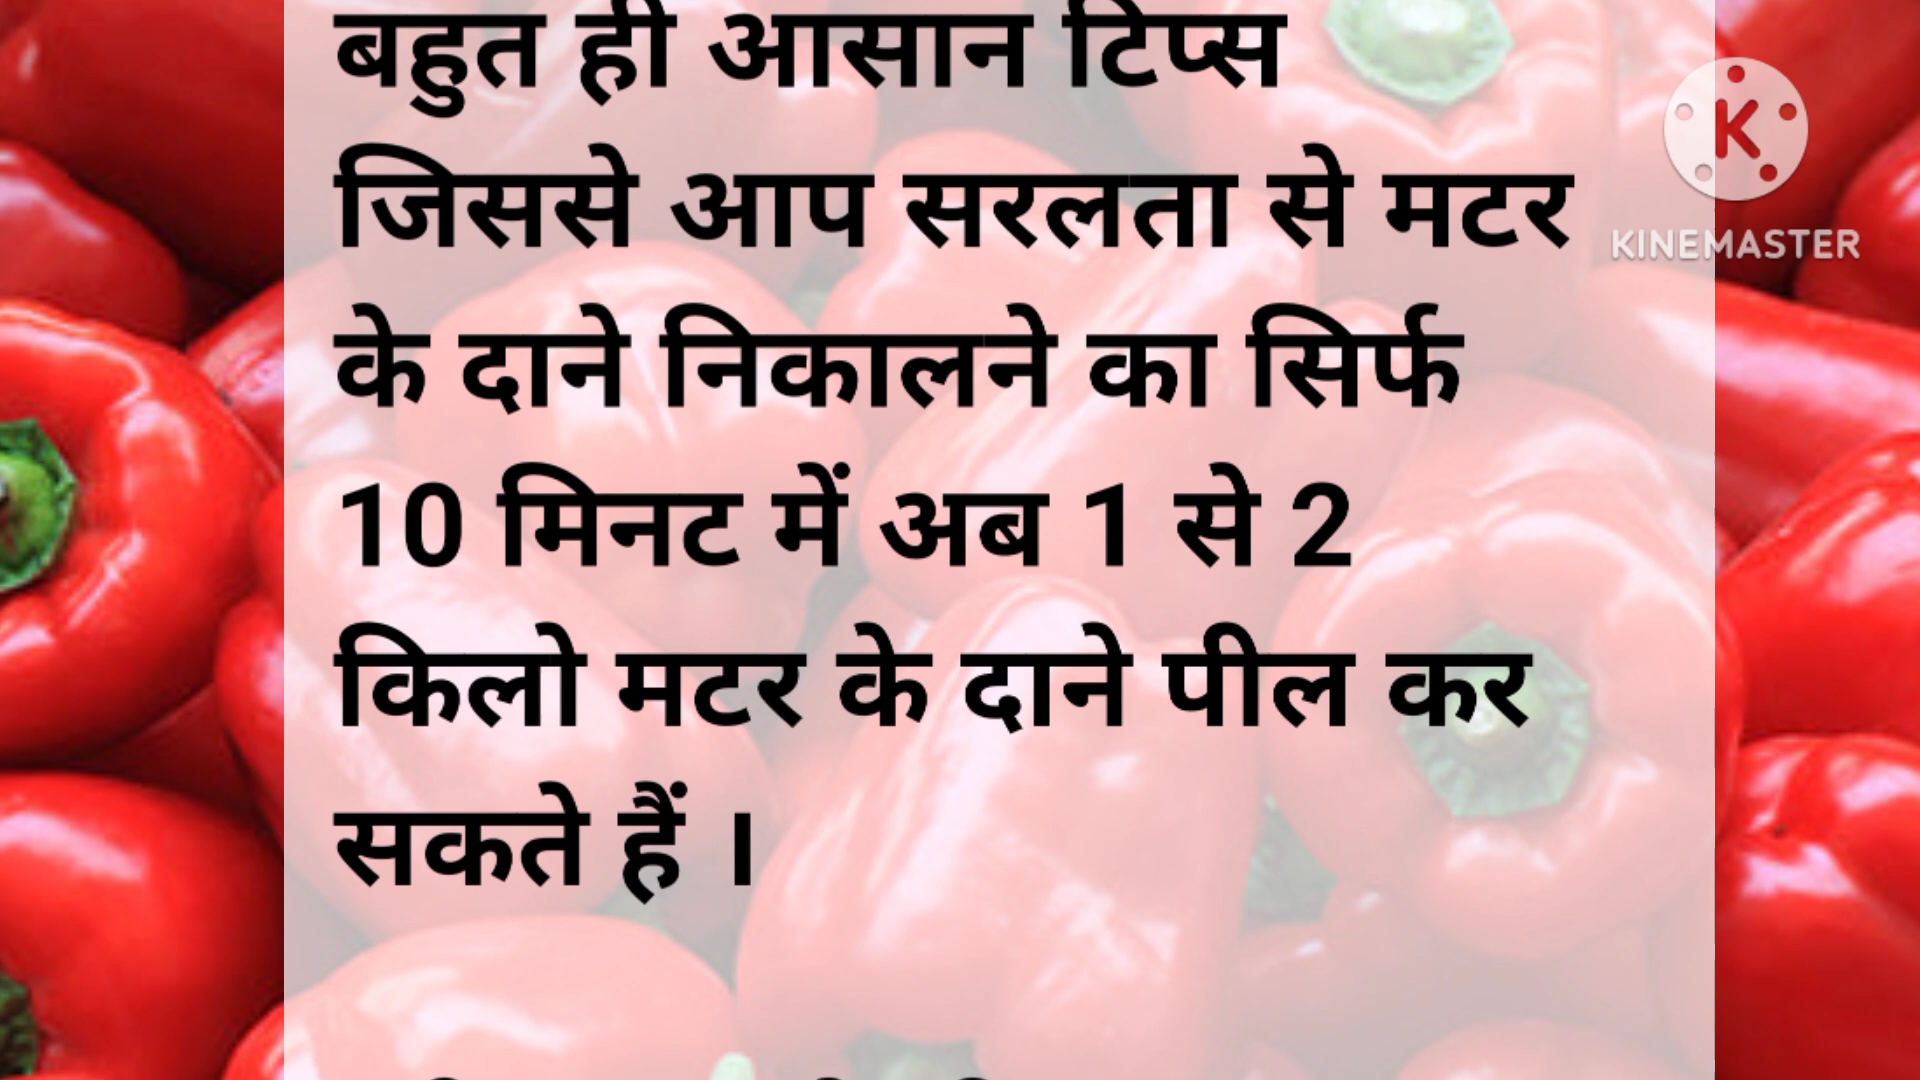 बहुत ही आसान टिप्स
जिससे आप सरलता से मटर
के दाने निकालने का सिर्फ
10 मिनट में अब 1 से 2
किलो मटर के दाने पील कर
सकते हैं ।
K
KINEMASTER